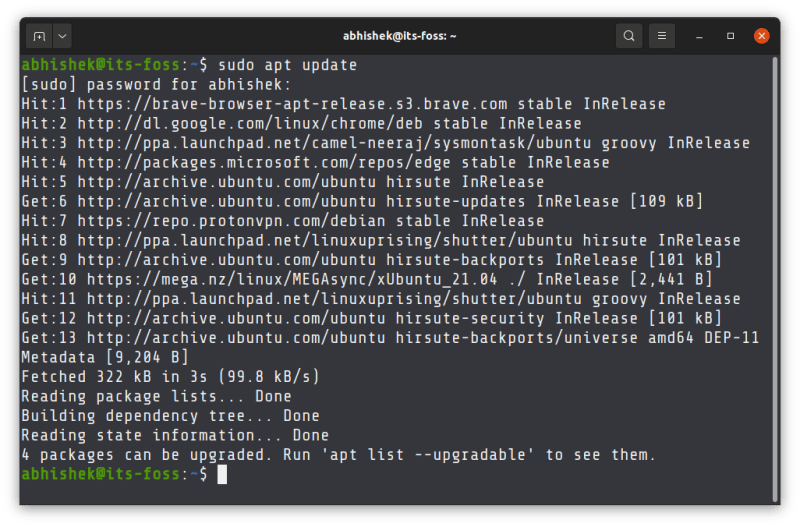 abhishek@its-foss: ~
abhishek@its-foss:~$ sudo apt update
[sudo] password for abhishek:
Hit:1 https://brave-browser-apt-release.s3.brave.com stable InRelease
Hit:2 http://dl.google.com/linux/chrome/deb stable InRelease
Hit:3 http://ppa.launchpad.net/camel-neeraj/sysmontask/ubuntu groovy InRelease
Hit:4 http://packages.microsoft.com/repos/edge stable InRelease
Hit:5 http://archive.ubuntu.com/ubuntu hirsute InRelease
Get:6 http://archive.ubuntu.com/ubuntu hirsute-updates InRelease [109 kB]
Hit:7 https://repo.protonvpn.com/debian stable InRelease
Hit:8 http://ppa.launchpad.net/linuxuprising/shutter/ubuntu hirsute InRelease
Get:9 http://archive.ubuntu.com/ubuntu hirsute-backports InRelease [101 kB]
Get:10 https://mega.nz/linux/MEGAsync/xUbuntu_21.04 ./ InRelease [2,441 B]
Hit:11 http://ppa.launchpad.net/linuxuprising/shutter/ubuntu groovy InRelease
Get:12 http://archive.ubuntu.com/ubuntu hirsute-security InRelease [101 kB]
Get:13 http://archive.ubuntu.com/ubuntu hirsute-backports/universe amd64 DEP-11
Metadata [9,204 B]
Fetched 322 kB in 3s (99.8 kB/s)
Reading package lists... Done
Building dependency tree... Done
Reading state information... Done
4 packages can be upgraded. Run 'apt list --upgradable' to see them.
abhishek@its-foss:~$